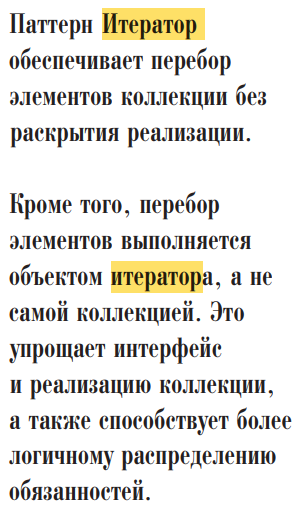 Паттерн Итератор
обеспечивает перебор
элементов коллекции без
раскрытия реализации.
Кроме того, перебор
элементов выполняется
объектом итератора, а не
самой коллекцией. Это
упрощает интерфейс
и реализацию коллекции,
а также способствует более
логичному распределению
обязанностей.